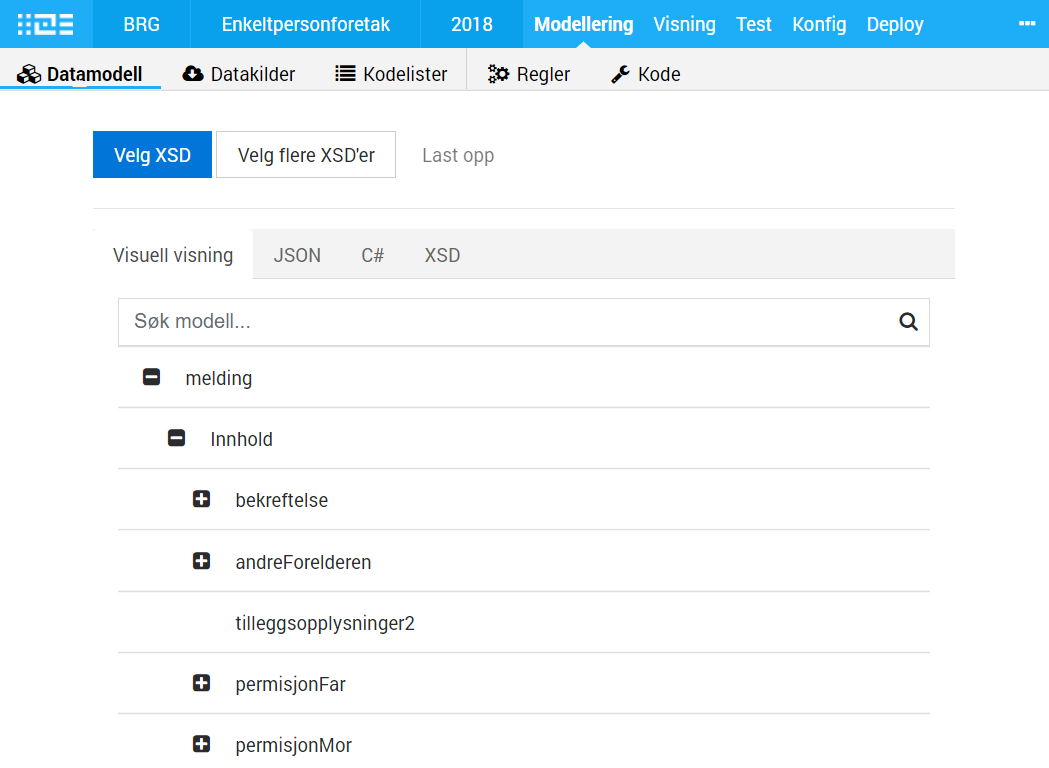 BRG Enkeltpersonforetak 2018 Modellering Visning Test Konfig Deploy
Datamodell Datakilder Kodelister Regler Kode
Velg XSD Velg flere XSD'er Last opp
Visuell visning JSON C# XSD
Søk modell...
melding
Innhold
bekreftelse
andreForelderen
tilleggsopplysninger2
permisjonFar
permisjonMor